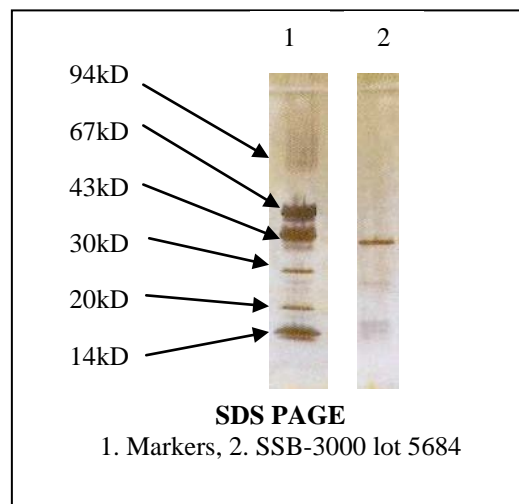 1 2
94kD
67kD
43kD
30kD
20kD
14kD
SDS PAGE
1. Markers, 2. SSB-3000 lot 5684